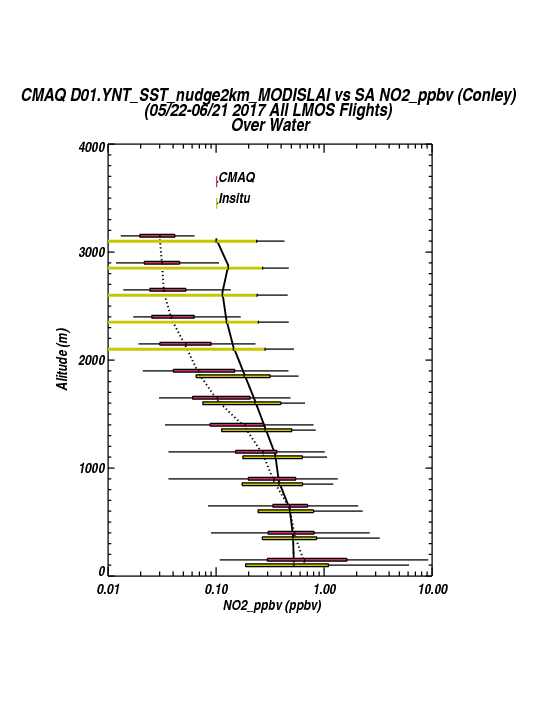 CMAQ D01.YNT_SST_nudge2km_MODISLAI vs SA NO2_ppbv (Conley)
(05/22-06/21 2017 All LMOS Flights)
Over Water
4000
CMAQ
Insitu
3000
Alitude (m)
2000
1000
0
0.01 0.10 1.00 10.00
NO2_ppbv (ppbv)